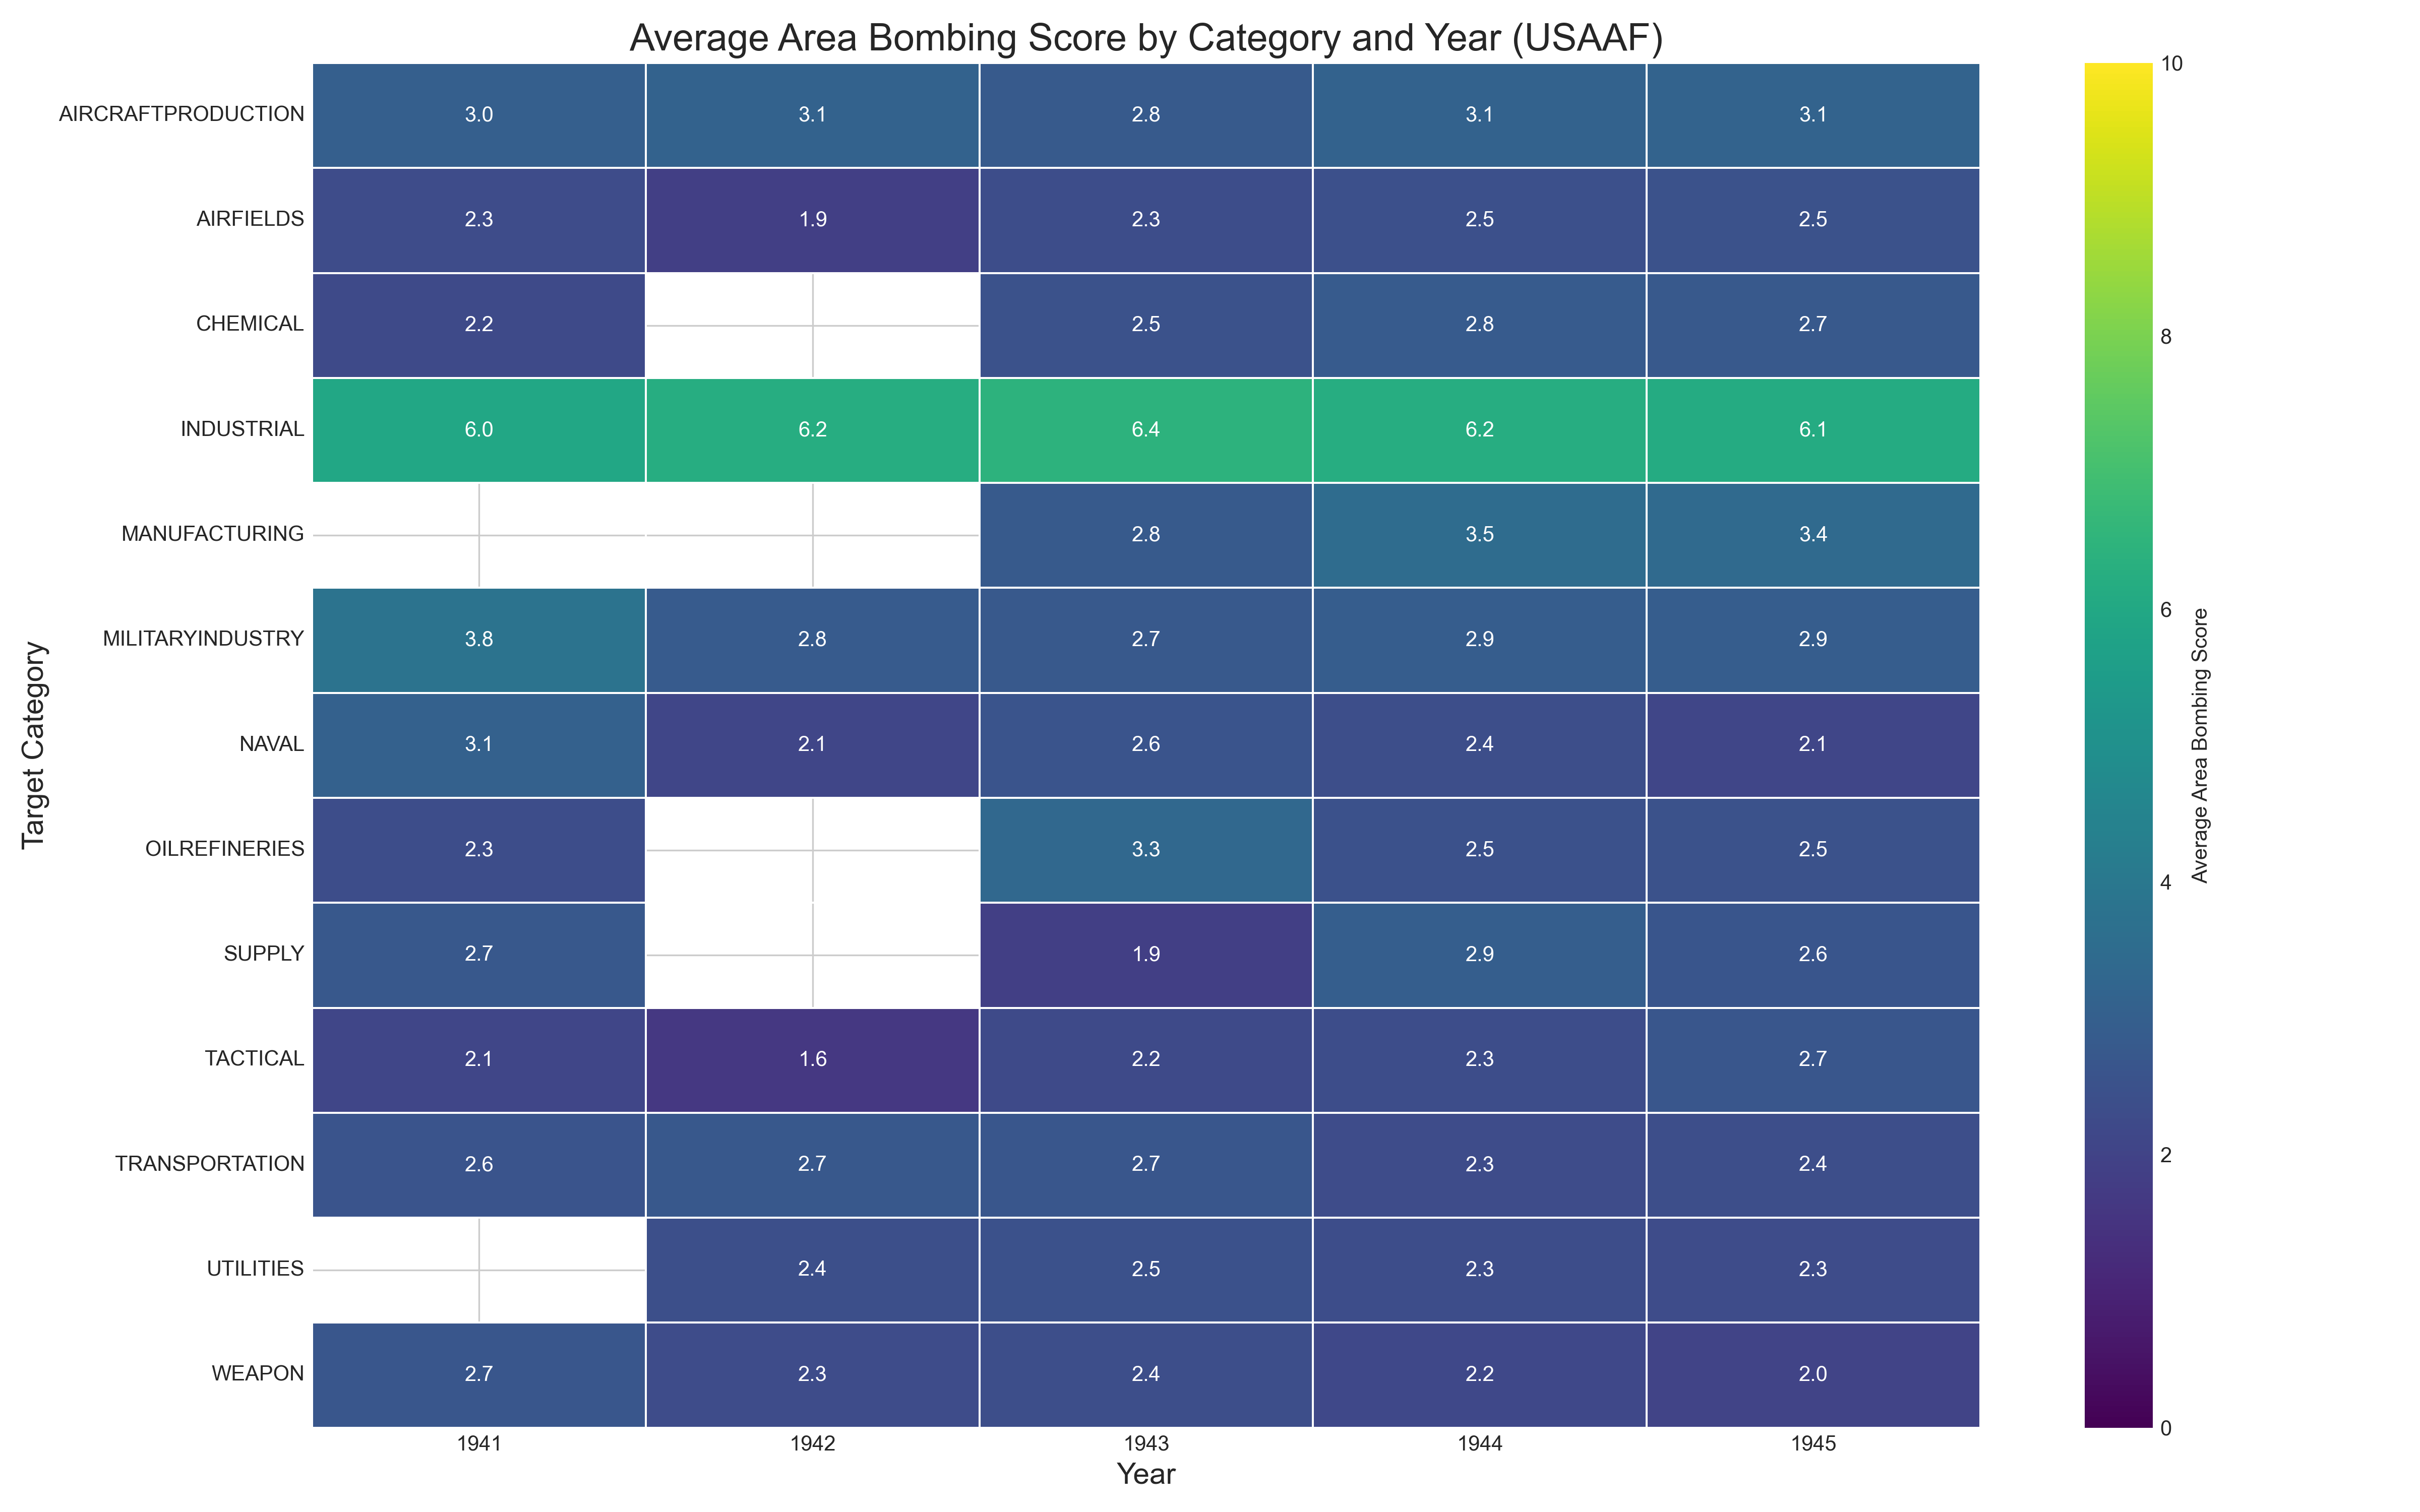 Average Area Bombing Score by Category and Year (USAAF)
Target Category
AIRCRAFTPRODUCTION 3.0 3.1 2.8 3.1 3.1
AIRFIELDS 2.3 1.9 2.3 2.5 2.5
CHEMICAL 2.2 2.5 2.8 2.7
INDUSTRIAL 6.0 6.2 6.4 6.2 6.1
MANUFACTURING 2.8 3.5 3.4
MILITARYINDUSTRY 3.8 2.8 2.7 2.9 2.9
NAVAL 3.1 2.1 2.6 2.4 2.1
OILREFINERIES 2.3 3.3 2.5 2.5
SUPPLY 2.7 1.9 2.9 2.6
TACTICAL 2.1 1.6 2.2 2.3 2.7
TRANSPORTATION 2.6 2.7 2.7 2.3 2.4
UTILITIES 2.4 2.5 2.3 2.3
WEAPON 2.7 2.3 2.4 2.2 2.0
1941 1942 1943 1944 1945
Year
10
8
6
4
2
0
Average Area Bombing Score